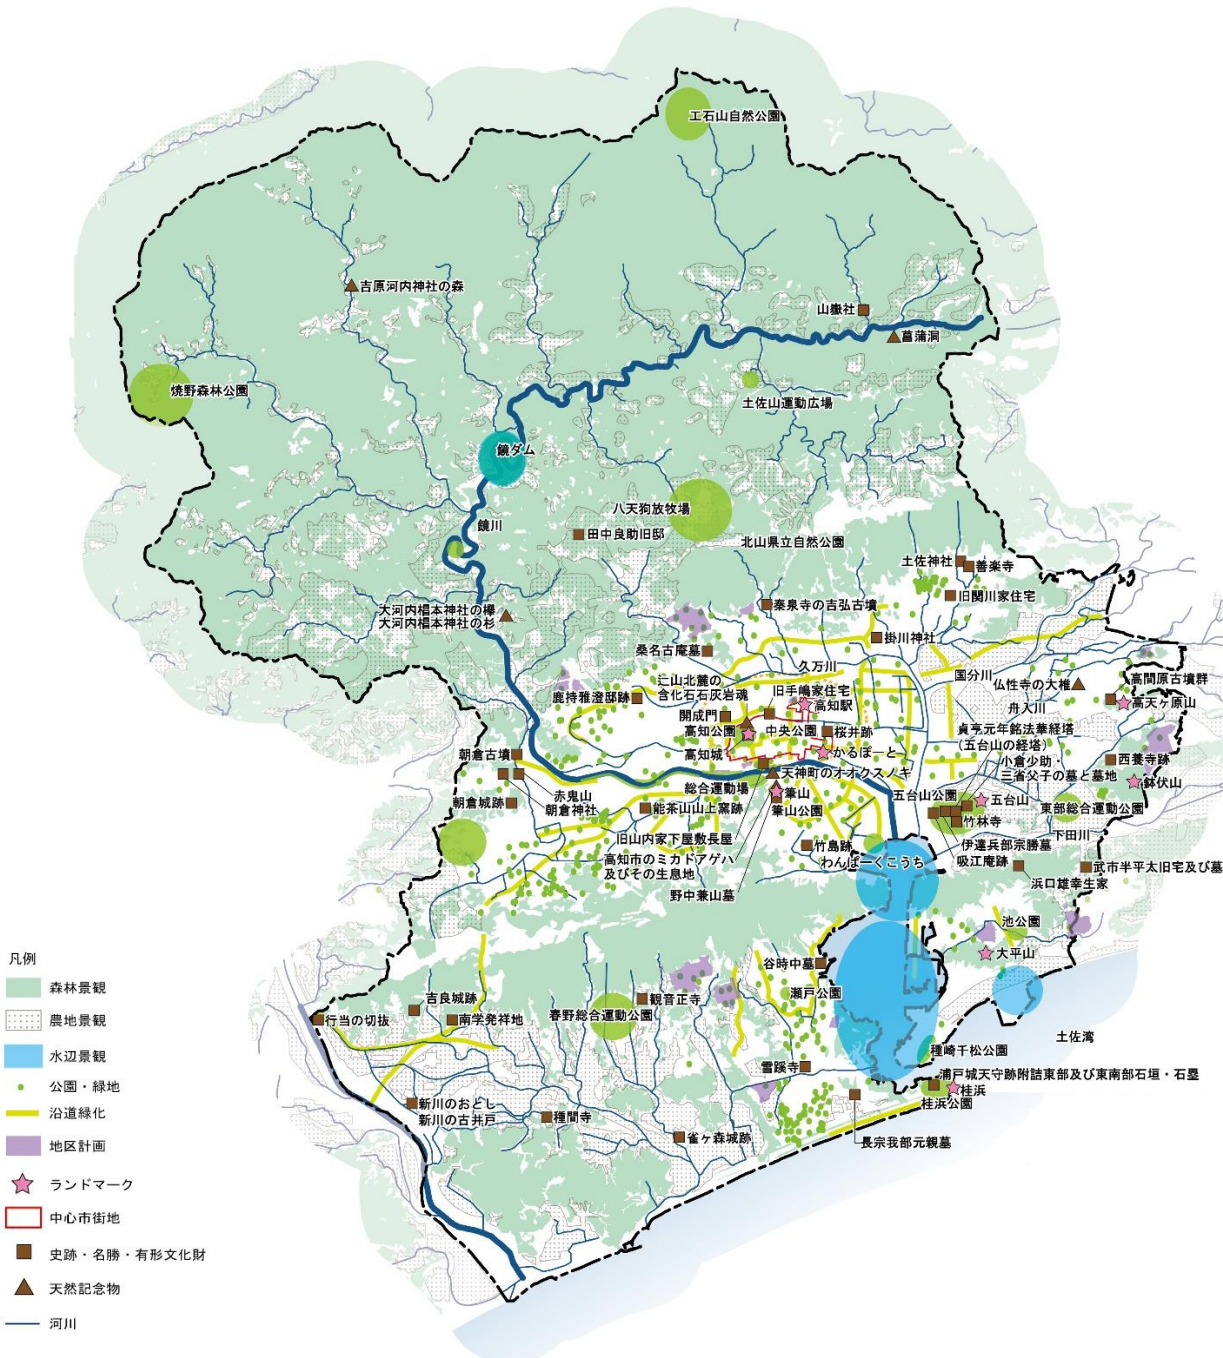 工石山自然公園
吉原河内神社の森
山嶽社
菖蒲洞
焼野森林公園
土佐山運動広場
鏡ダム
八天狗放牧場
鏡川
田中良助旧邸
北山県立自然公園
土佐神社
善楽寺
旧関川家住宅
大河内椙本神社の欅
大河内椙本神社の杉
秦泉寺の吉弘古墳
掛川神社
桑名古庵墓
久万川
国分川
辷山北麓の
含化石石灰岩塊
仏性寺の大椎
高間原古墳群
鹿持雅澄邸跡
旧手嶋家住宅
高知駅
舟入川
高天ヶ原山
開成門
高知公園
中央公園
桜井跡
貞亨元年銘法華経塔
(五台山の経塔)
高知城
かるぽーと
小倉少助・
三省父子の墓と墓地
西養寺跡
朝倉古墳
天神町のオオクスノキ
鉢伏山
総合運動場
五台山公園
五台山
赤鬼山
朝倉神社
筆山
筆山公園
東部総合運動公園
朝倉城跡
能茶山山上窯跡
竹林寺
下田川
旧山内家下屋敷長屋
竹島跡
伊達兵部宗勝墓
わんぱーくこうち
吸江庵跡
高知市のミカドアゲハ
及びその生息地
武市半平太旧宅及び墓
浜口雄幸生家
野中兼山墓
池公園
大平山
谷時中墓
瀬戸公園
吉良城跡
観音正寺
行当の切抜
南学発祥地
春野総合運動公園
土佐湾
種崎千松公園
雪蹊寺
浦戸城天守跡附詰東部及び東南部石垣・石塁
桂浜
桂浜公園
新川のおとし
新川の古井戸
種間寺
雀ヶ森城跡
長宗我部元親墓
凡例
森林景観
農地景観
水辺景観
公園・緑地
沿道緑化
地区計画
ランドマーク
中心市街地
史跡・名勝・有形文化財
天然記念物
河川